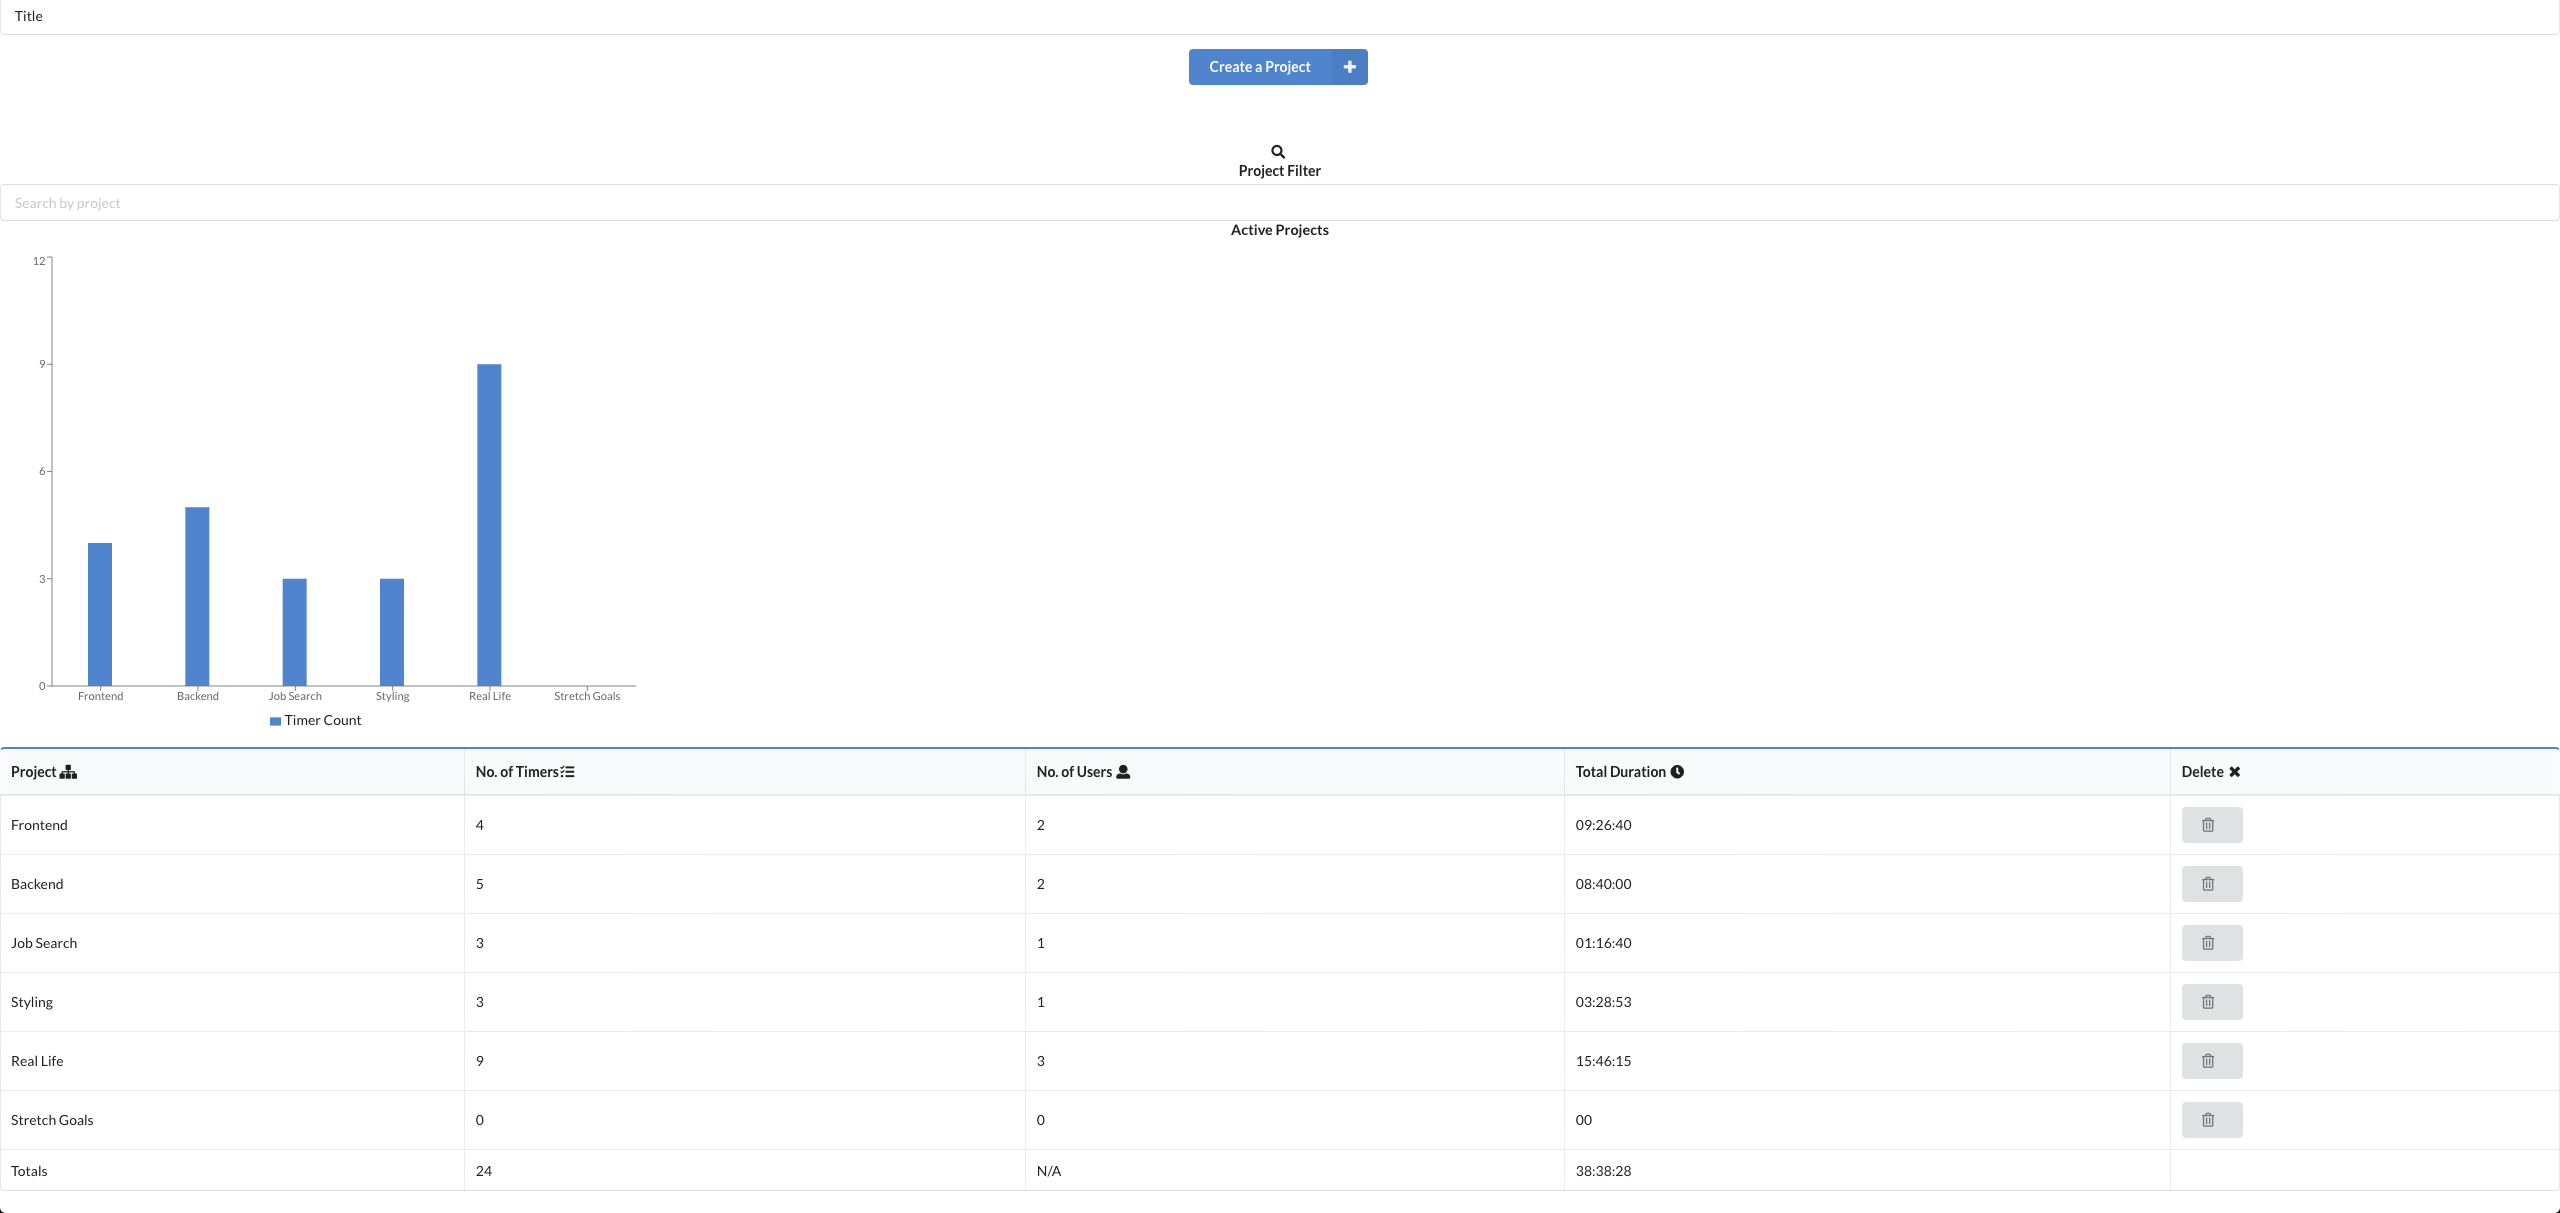 Title
Create a Project
Project Filter
Search by project
Active Projects
12
9
6
3
0
Frontend Backend Job Search Styling Real Life Stretch Goals
Timer Count
Project No. of Timers No. of Users Total Duration Delete
Frontend 4 2 09:26:40
Backend 5 2 08:40:00
Job Search 3 1 01:16:40
Styling 3 1 03:28:53
Real Life 9 3 15:46:15
Stretch Goals 0 0 00
Totals 24 N/A 38:38:28